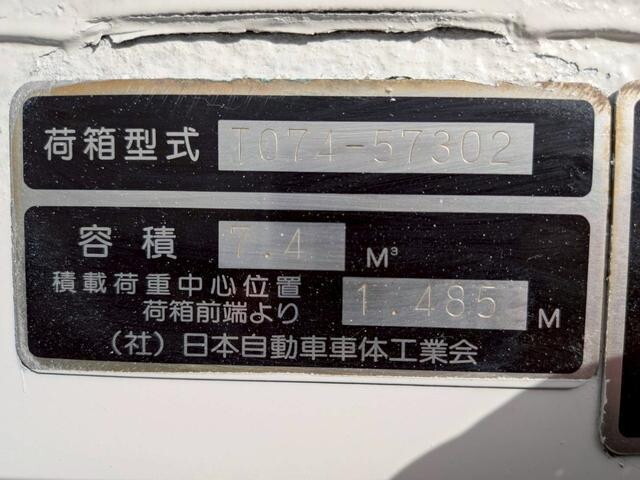 荷箱型式 T074-57302
容積 7.4 M³
積載荷重中心位置
荷箱前端より 1.485 M
（社）日本自動車車体工業会